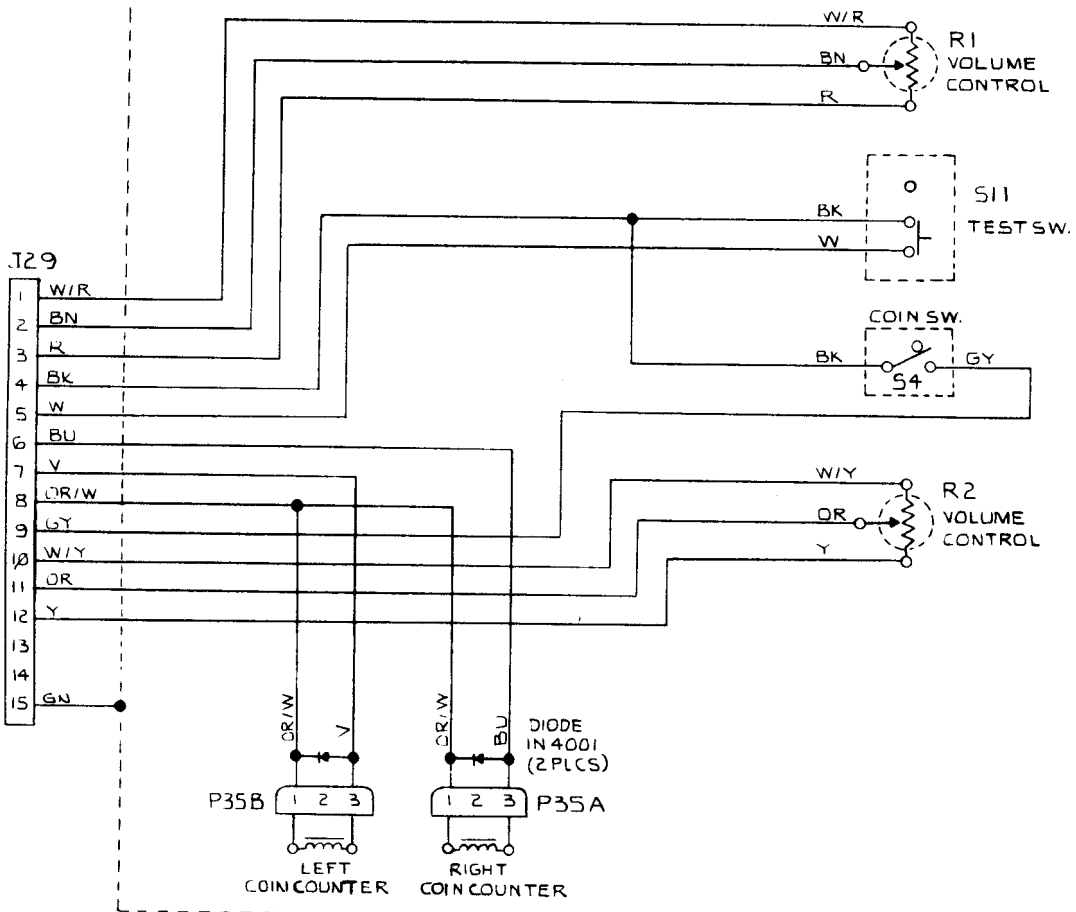 W/R
R1
BN
VOLUME
CONTROL
R
S11
BK
TEST SW.
W
J29
1 W/R
2 BN
COIN SW.
3 R
BK
GY
S4
4 BK
5 W
6 BU
7 V
W/Y
8 OR/W
R2
OR
VOLUME
9 GY
CONTROL
Y
10 W/Y
11 OR
12 Y
13
14
15 GN
OR/W
V
OR/W
BU
DIODE
IN4001
(2PLCS)
P35B
1 2 3
1 2 3
P35A
LEFT
COIN COUNTER
RIGHT
COIN COUNTER